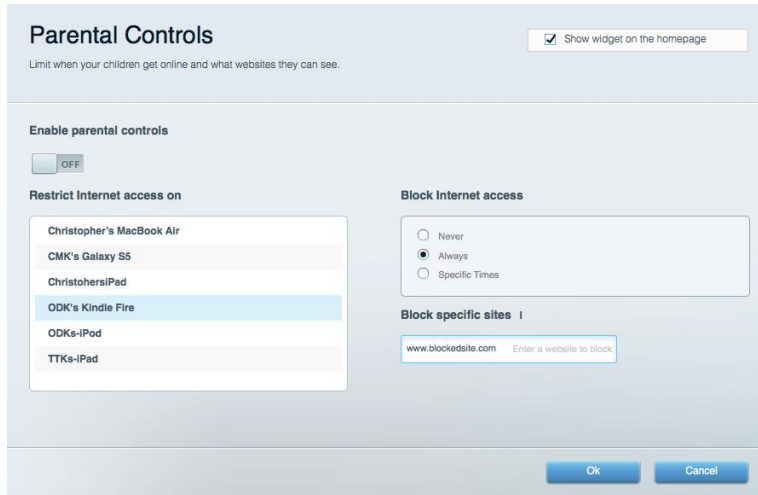 Parental Controls
Show widget on the homepage
Limit when your children get online and what websites they can see.
Enable parental controls
OFF
Restrict Internet access on
Christopher's MacBook Air
CMK's Galaxy S5
ChristohersiPad
ODK's Kindle Fire
ODKs-iPod
TTKs-iPad
Block Internet access
Never
Always
Specific Times
Block specific sites I
www.blockedsite.com Enter a website to block
Ok Cancel